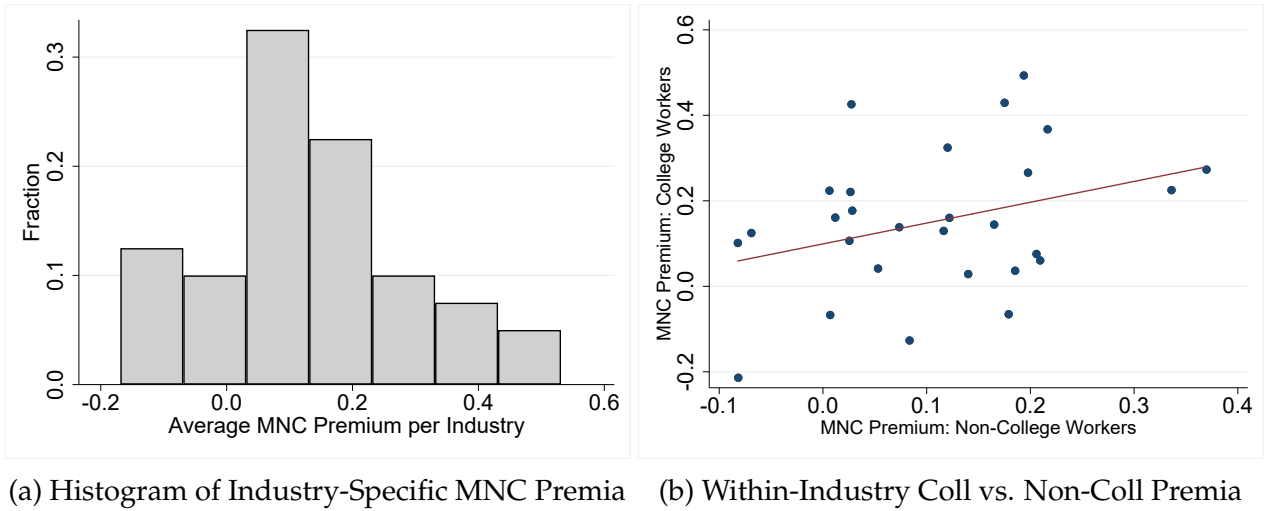 Fraction
0.3
0.2
0.1
0.0
-0.2 0.0 0.2 0.4 0.6
Average MNC Premium per Industry
(a) Histogram of Industry-Specific MNC Premia
MNC Premium: College Workers
0.6
0.4
0.2
0.0
-0.2
-0.1 0.0 0.1 0.2 0.3 0.4
MNC Premium: Non-College Workers
(b) Within-Industry Coll vs. Non-Coll Premia